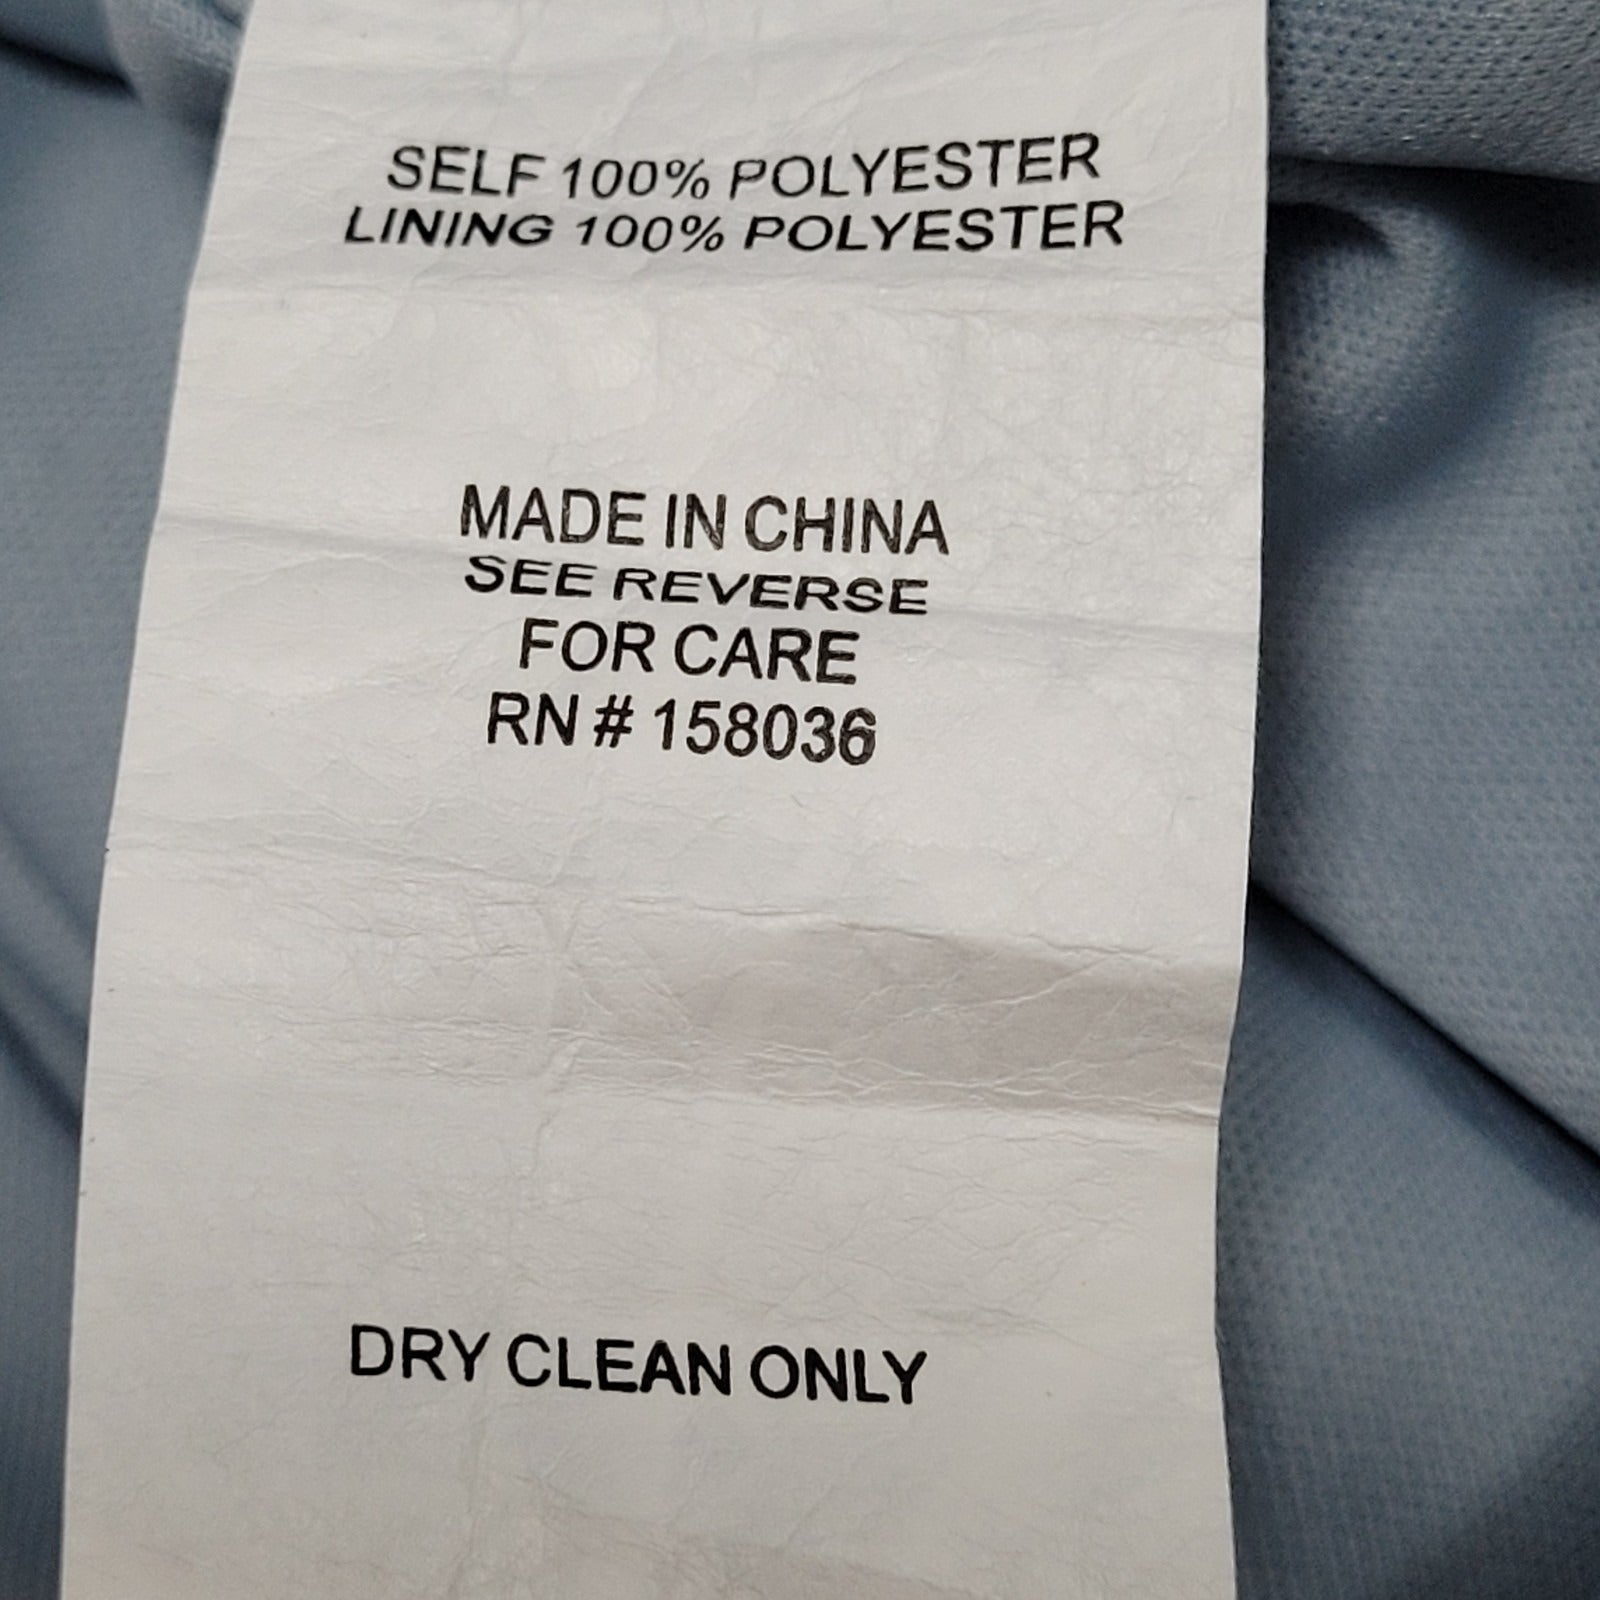 SELF 100% POLYESTER
LINING 100% POLYESTER
MADE IN CHINA
SEE REVERSE
FOR CARE
RN # 158036
DRY CLEAN ONLY